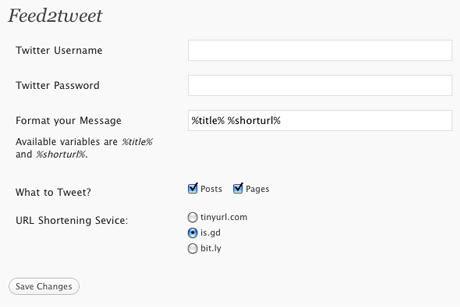 Feed2tweet
Twitter Username
Twitter Password
Format your Message %title% %shorturl%
Available variables are %title%
and %shorturl%.
What to Tweet? Posts Pages
URL Shortening Sevice: tinyurl.com
is.gd
bit.ly
Save Changes